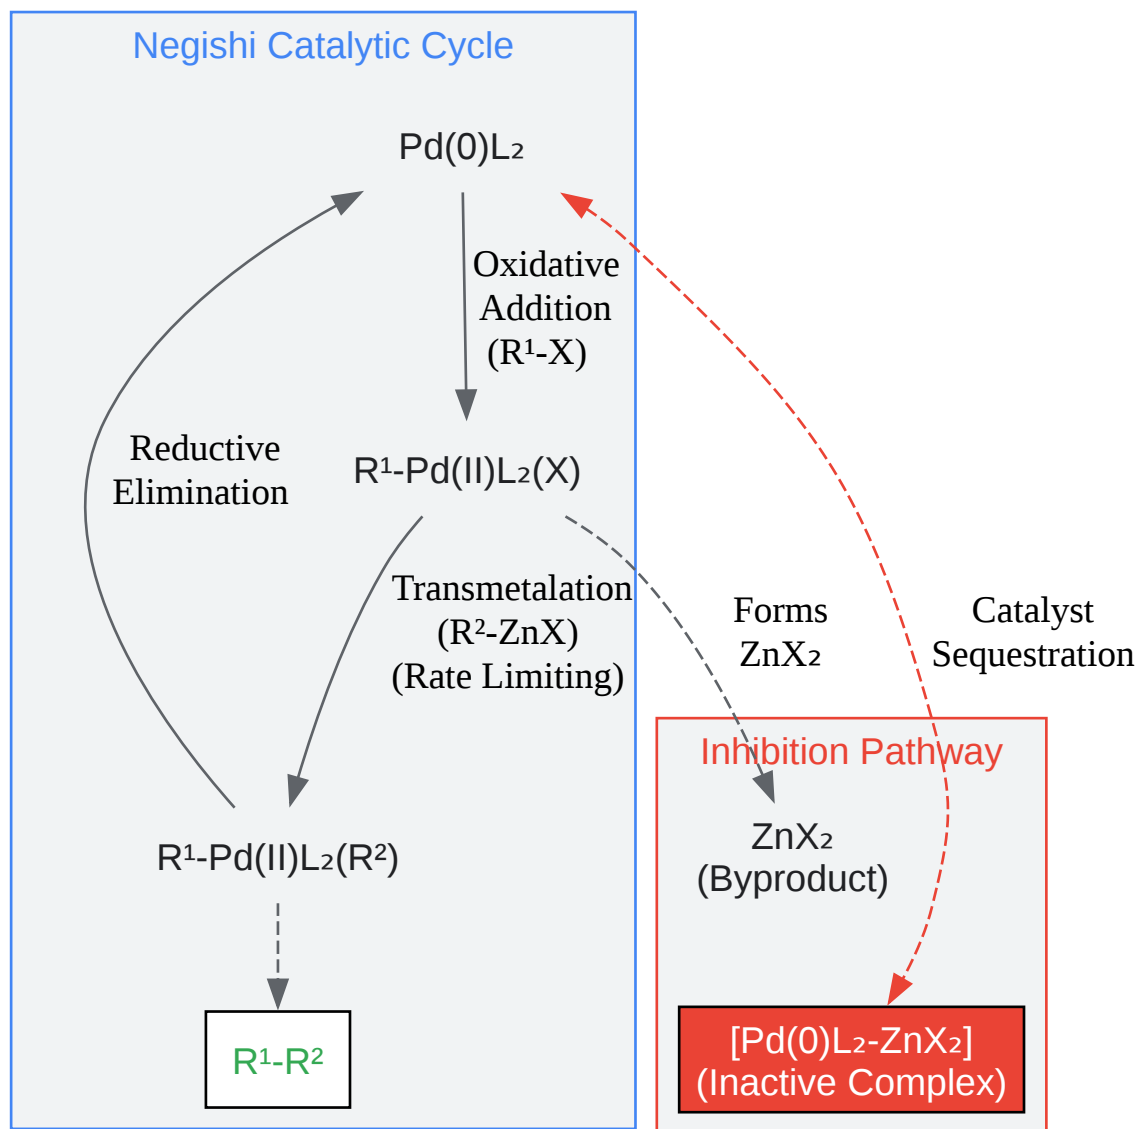 Negishi Catalytic Cycle
Pd(0)L₂
Oxidative
Addition
(R¹-X)
Reductive
Elimination
R¹-Pd(II)L₂(X)
Transmetalation
(R²-ZnX)
(Rate Limiting)
Forms
ZnX₂
Catalyst
Sequestration
Inhibition Pathway
ZnX₂
(Byproduct)
R¹-Pd(II)L₂(R²)
R¹-R²
[Pd(0)L₂-ZnX₂]
(Inactive Complex)